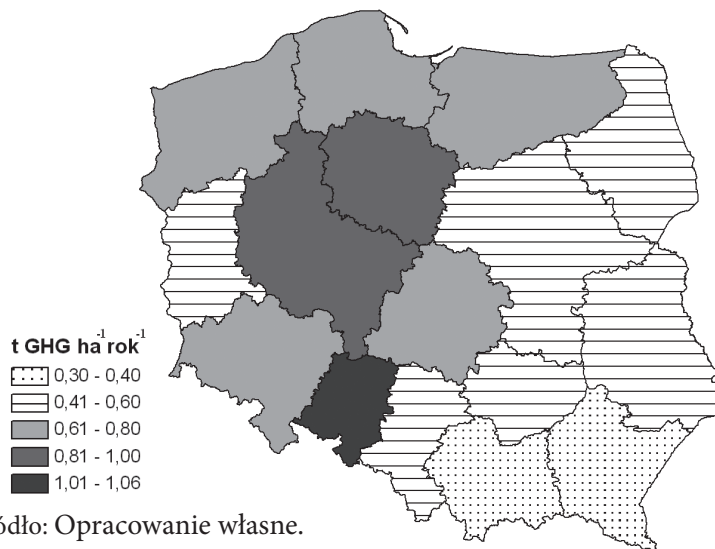 t GHG ha⁻¹ rok⁻¹
0,30 - 0,40
0,41 - 0,60
0,61 - 0,80
0,81 - 1,00
1,01 - 1,06
ódło: Opracowanie własne.